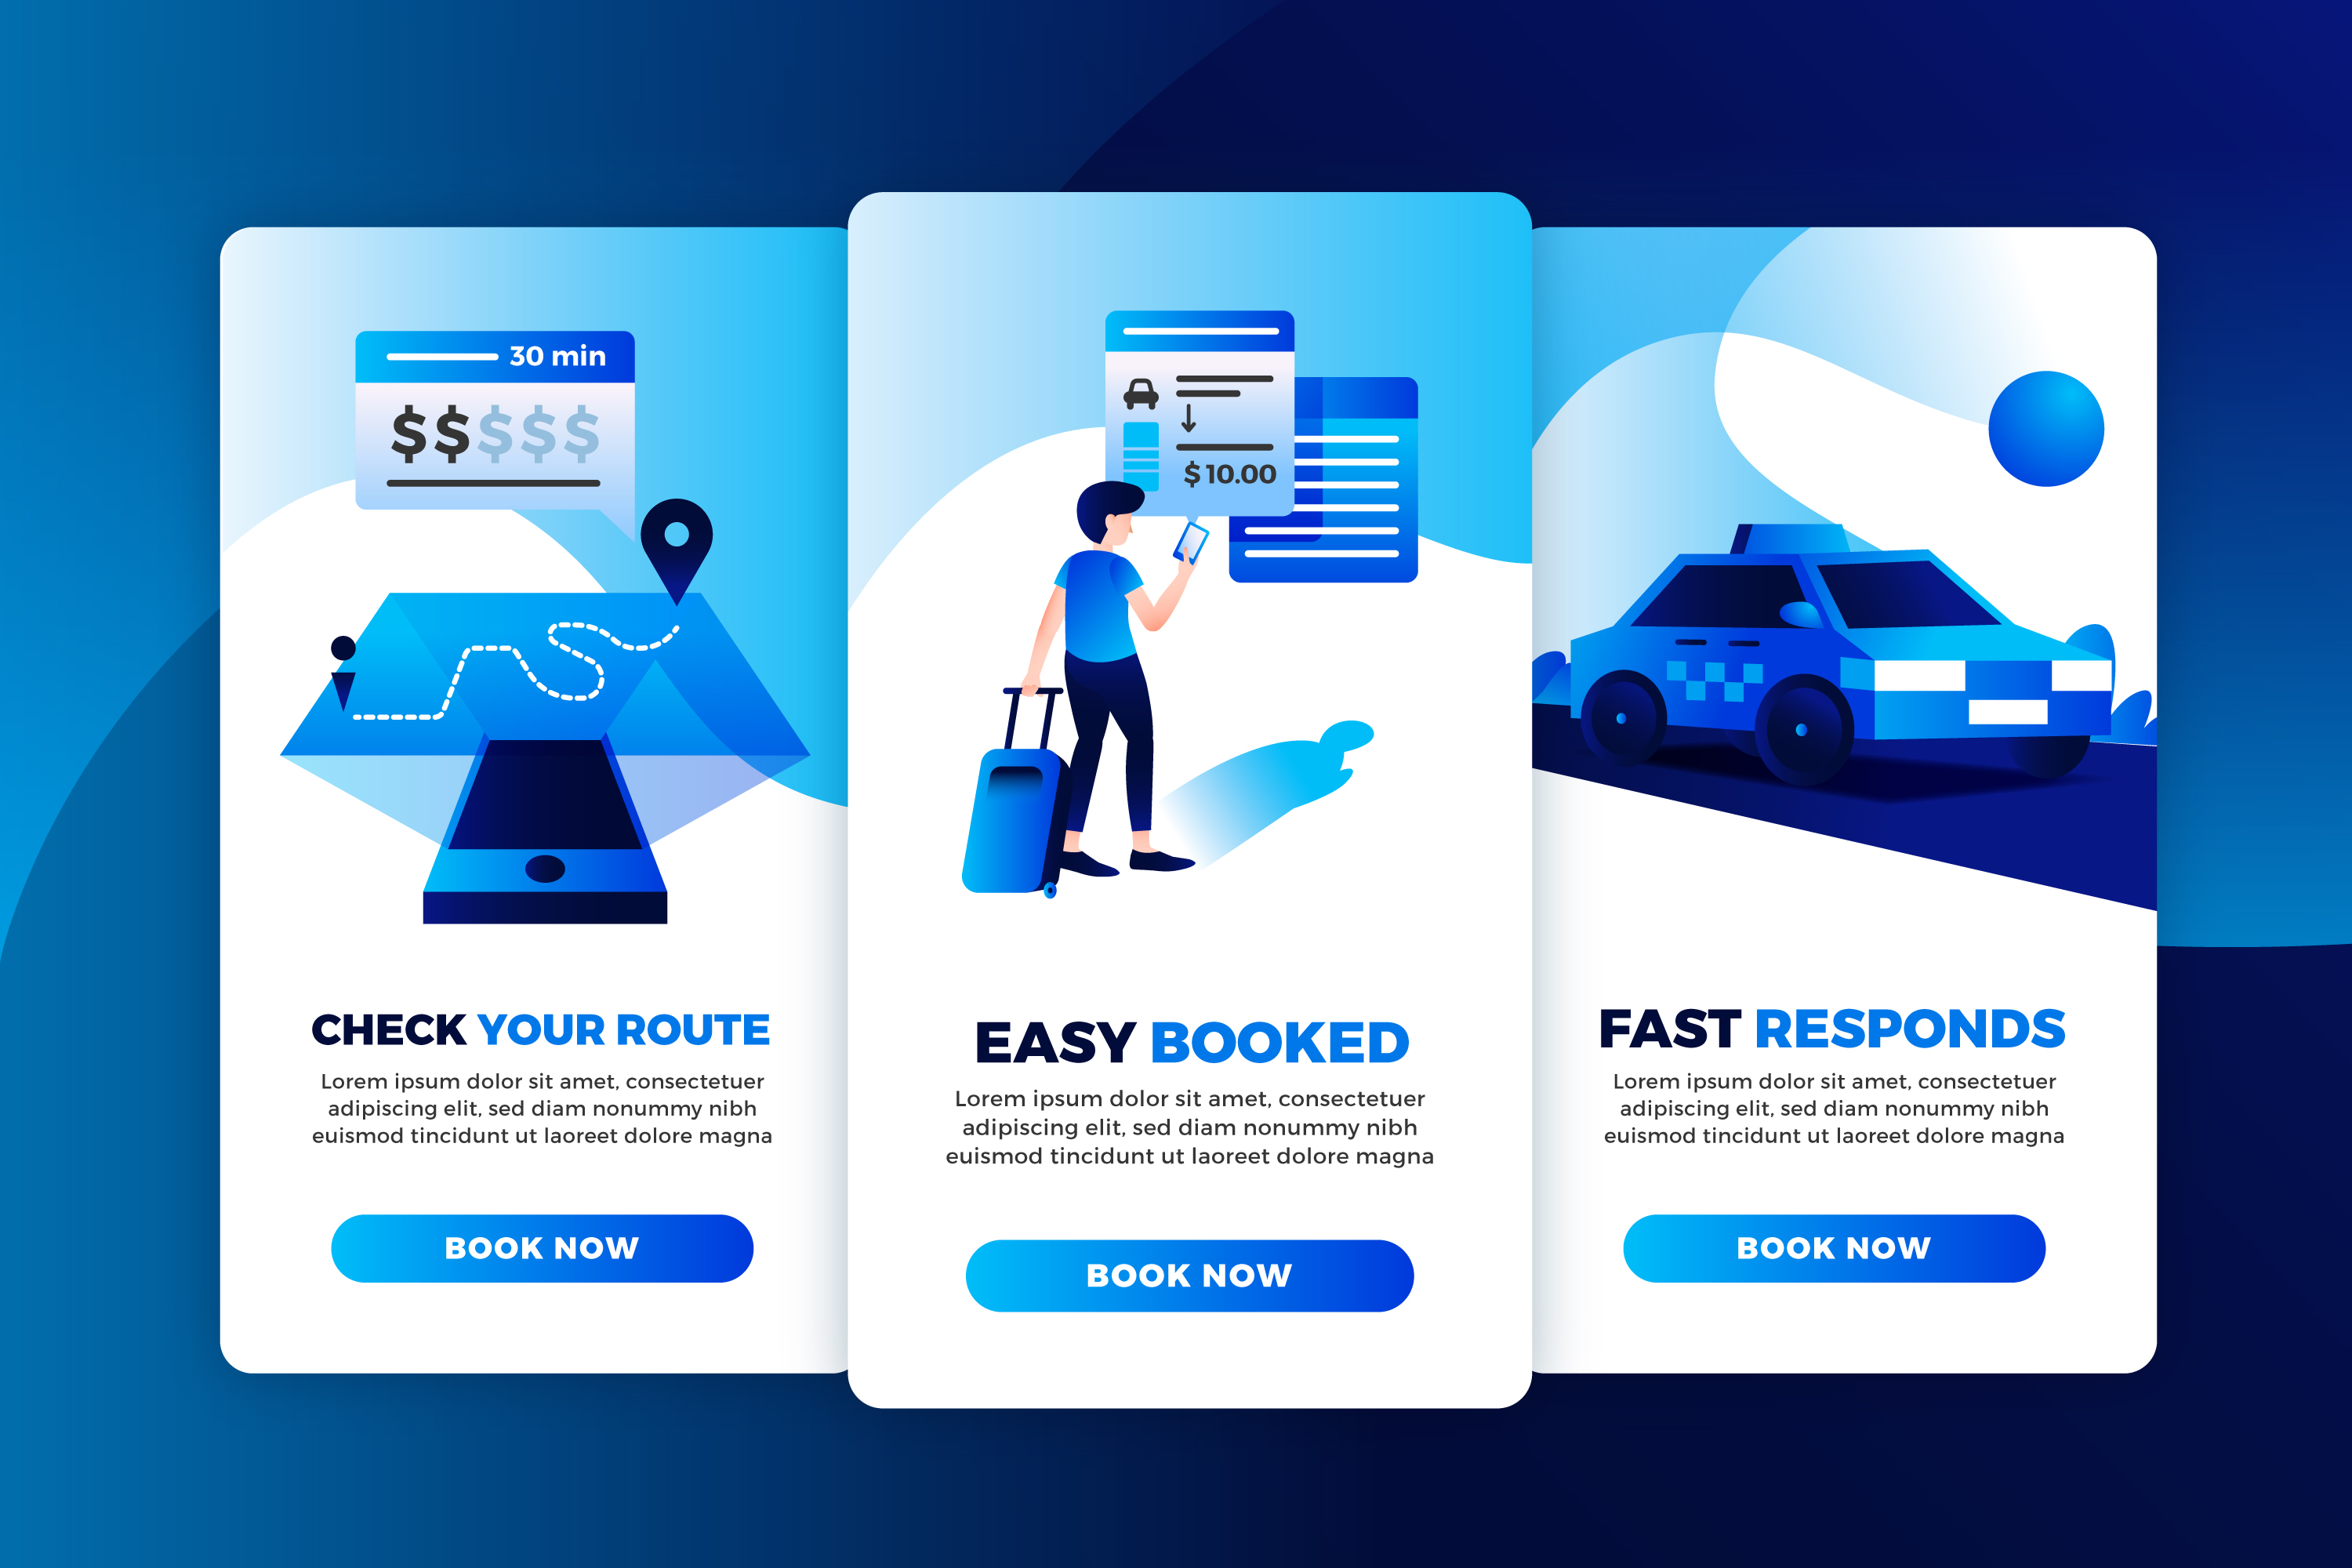 30 min
$$$$$
CHECK YOUR ROUTE
Lorem ipsum dolor sit amet, consectetuer
adipiscing elit, sed diam nonummy nibh
euismod tincidunt ut laoreet dolore magna
BOOK NOW
$10.00
EASY BOOKED
Lorem ipsum dolor sit amet, consectetuer
adipiscing elit, sed diam nonummy nibh
euismod tincidunt ut laoreet dolore magna
BOOK NOW
FAST RESPONDS
Lorem ipsum dolor sit amet, consectetuer
adipiscing elit, sed diam nonummy nibh
euismod tincidunt ut laoreet dolore magna
BOOK NOW